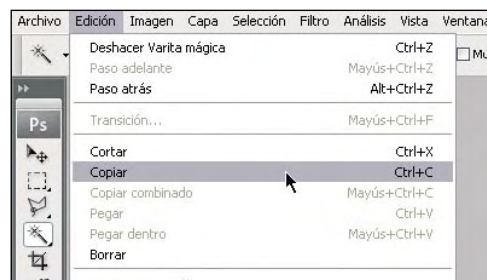 Archivo Edición Imagen Capa Selección Filtro Análisis Vista Ventana
Deshacer Varita mágica Ctrl+Z
Mu
Paso adelante Mayús+Ctrl+Z
Paso atrás Alt+Ctrl+Z
Ps
Transición... Mayús+Ctrl+F
Cortar Ctrl+X
Copiar Ctrl+C
Copiar combinado Mayús+Ctrl+C
Pegar Ctrl+V
Pegar dentro Mayús+Ctrl+V
Borrar